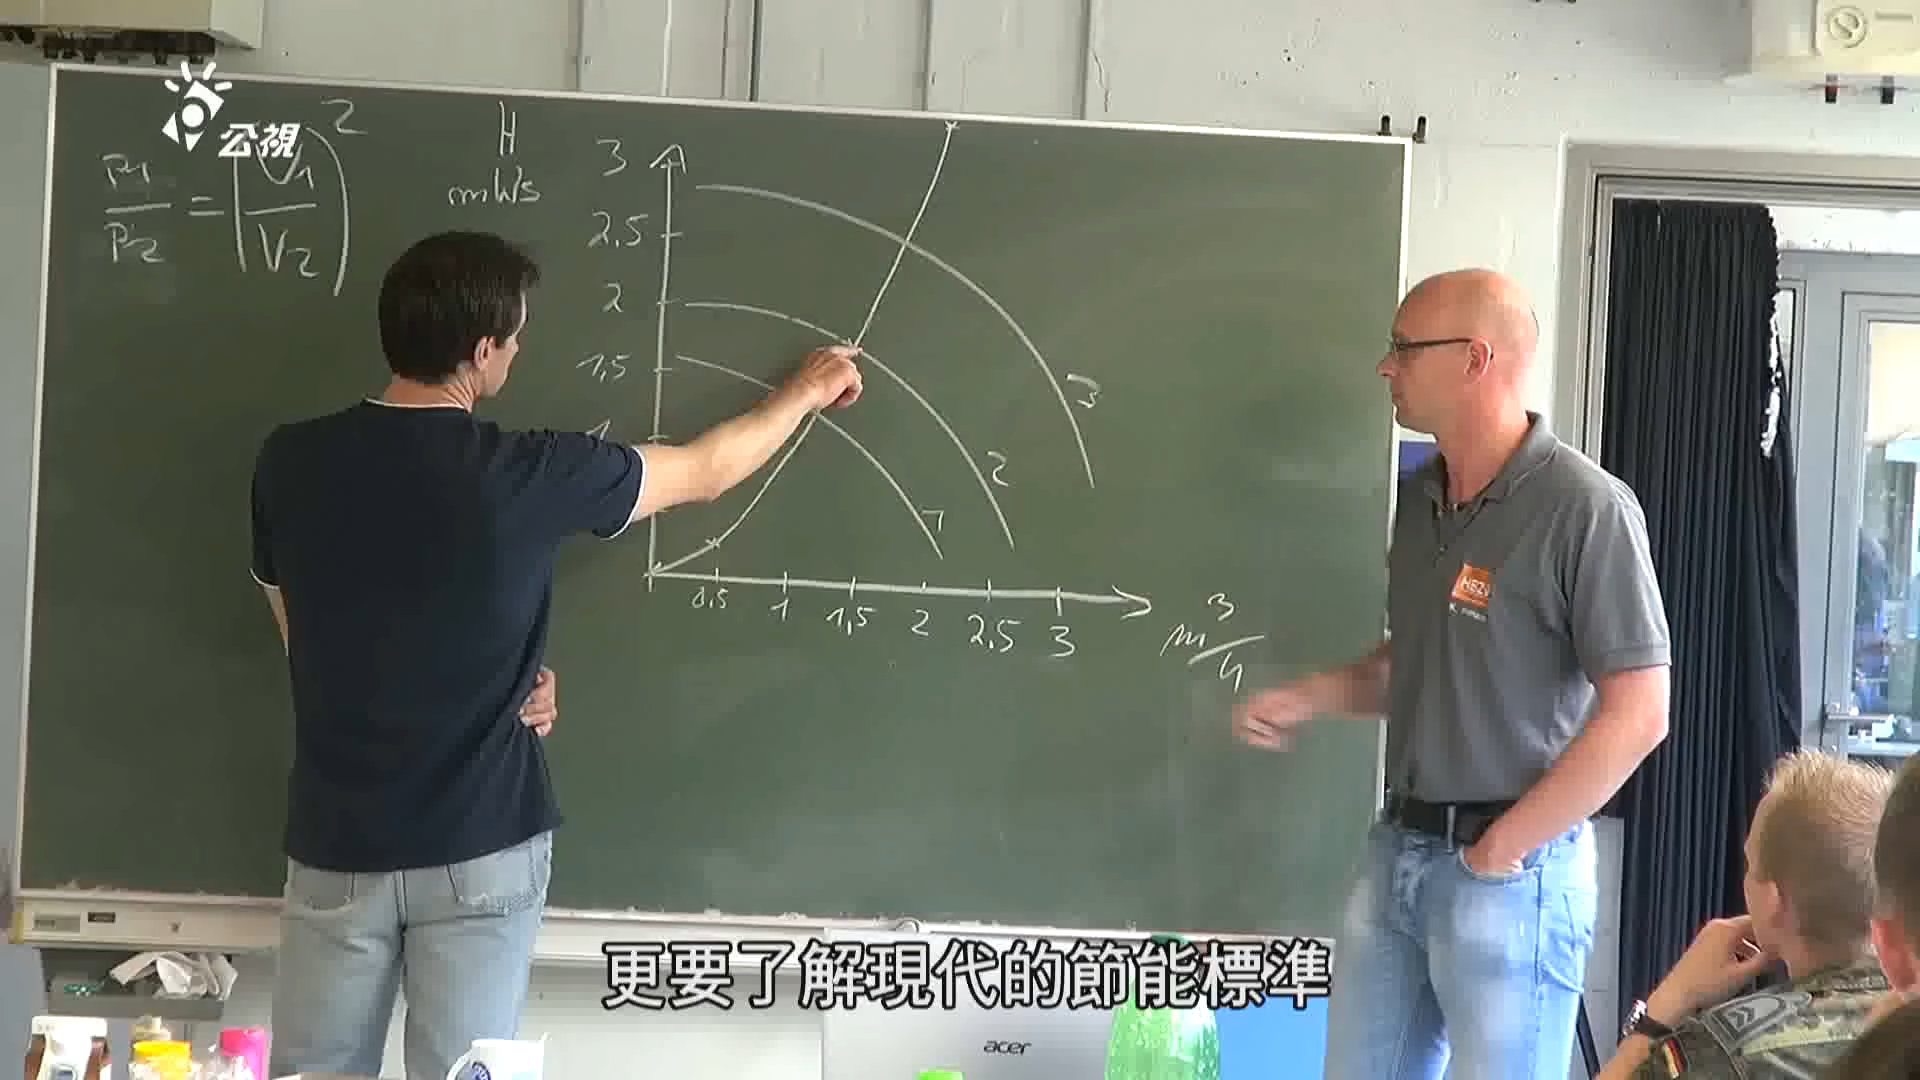 公視
p1/p2 = (V1/V2)²
H
mWs
3
2,5
2
1,5
1
3
2
1
0,5 1 1,5 2 2,5 3
m³/h
HEZU
更要了解現代的節能標準
acer